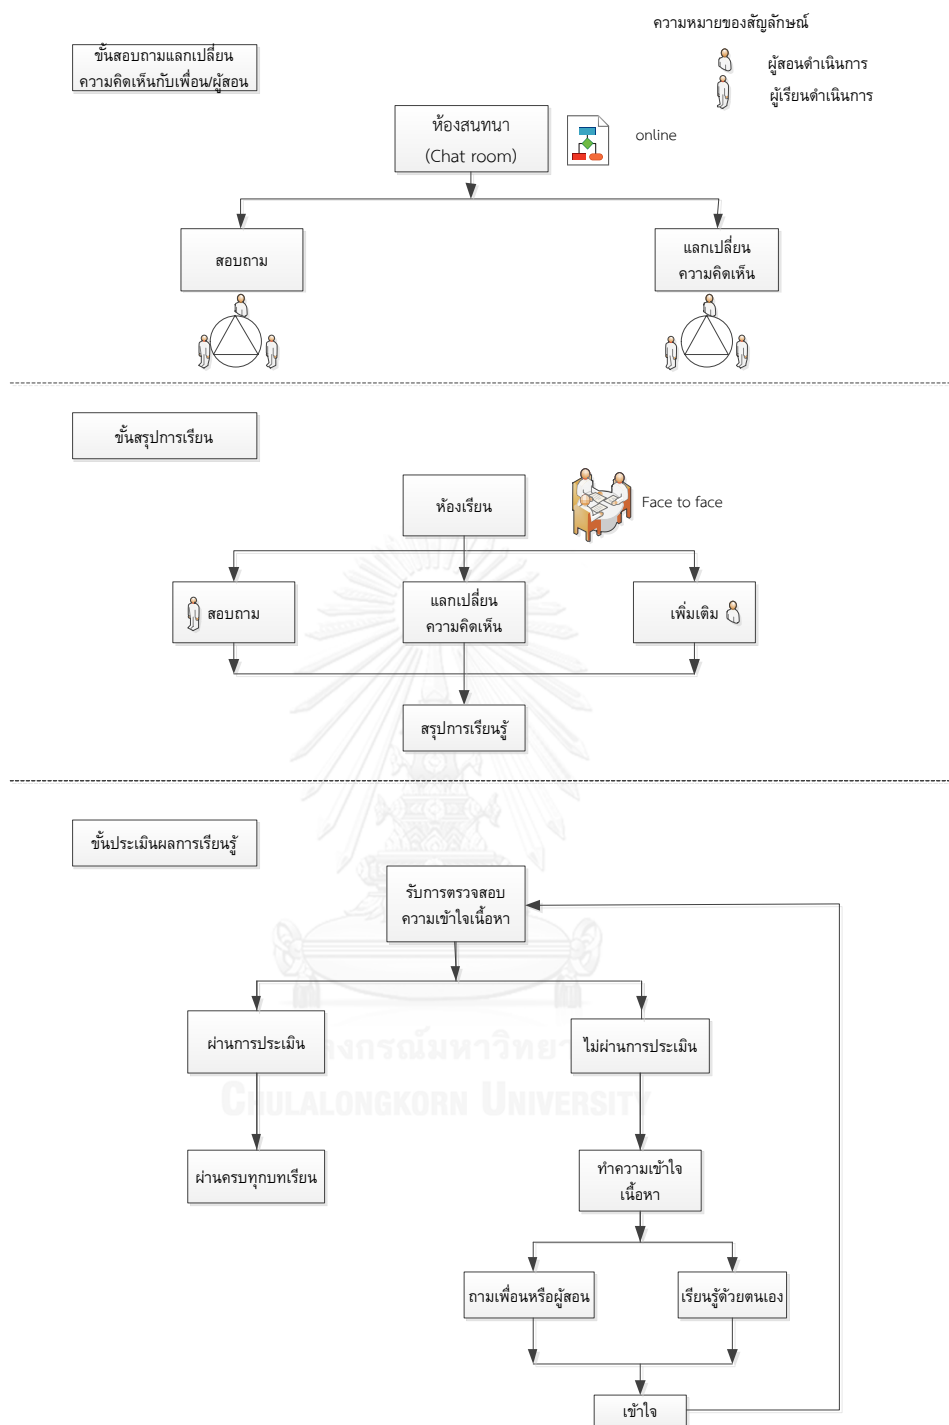 ความหมายของสัญลักษณ์
ผู้สอนดำเนินการ
ผู้เรียนดำเนินการ
ขั้นสอบถามแลกเปลี่ยน
ความคิดเห็นกับเพื่อน/ผู้สอน
ห้องสนทนา
(Chat room)
online
สอบถาม
แลกเปลี่ยน
ความคิดเห็น
ขั้นสรุปการเรียน
ห้องเรียน
Face to face
สอบถาม
แลกเปลี่ยน
ความคิดเห็น
เพิ่มเติม
สรุปการเรียนรู้
ขั้นประเมินผลการเรียนรู้
รับการตรวจสอบ
ความเข้าใจเนื้อหา
ผ่านการประเมิน
ไม่ผ่านการประเมิน
CHULALONGKORN UNIVERSITY
ผ่านครบทุกบทเรียน
ทำความเข้าใจ
เนื้อหา
ถามเพื่อนหรือผู้สอน
เรียนรู้ด้วยตนเอง
เข้าใจ